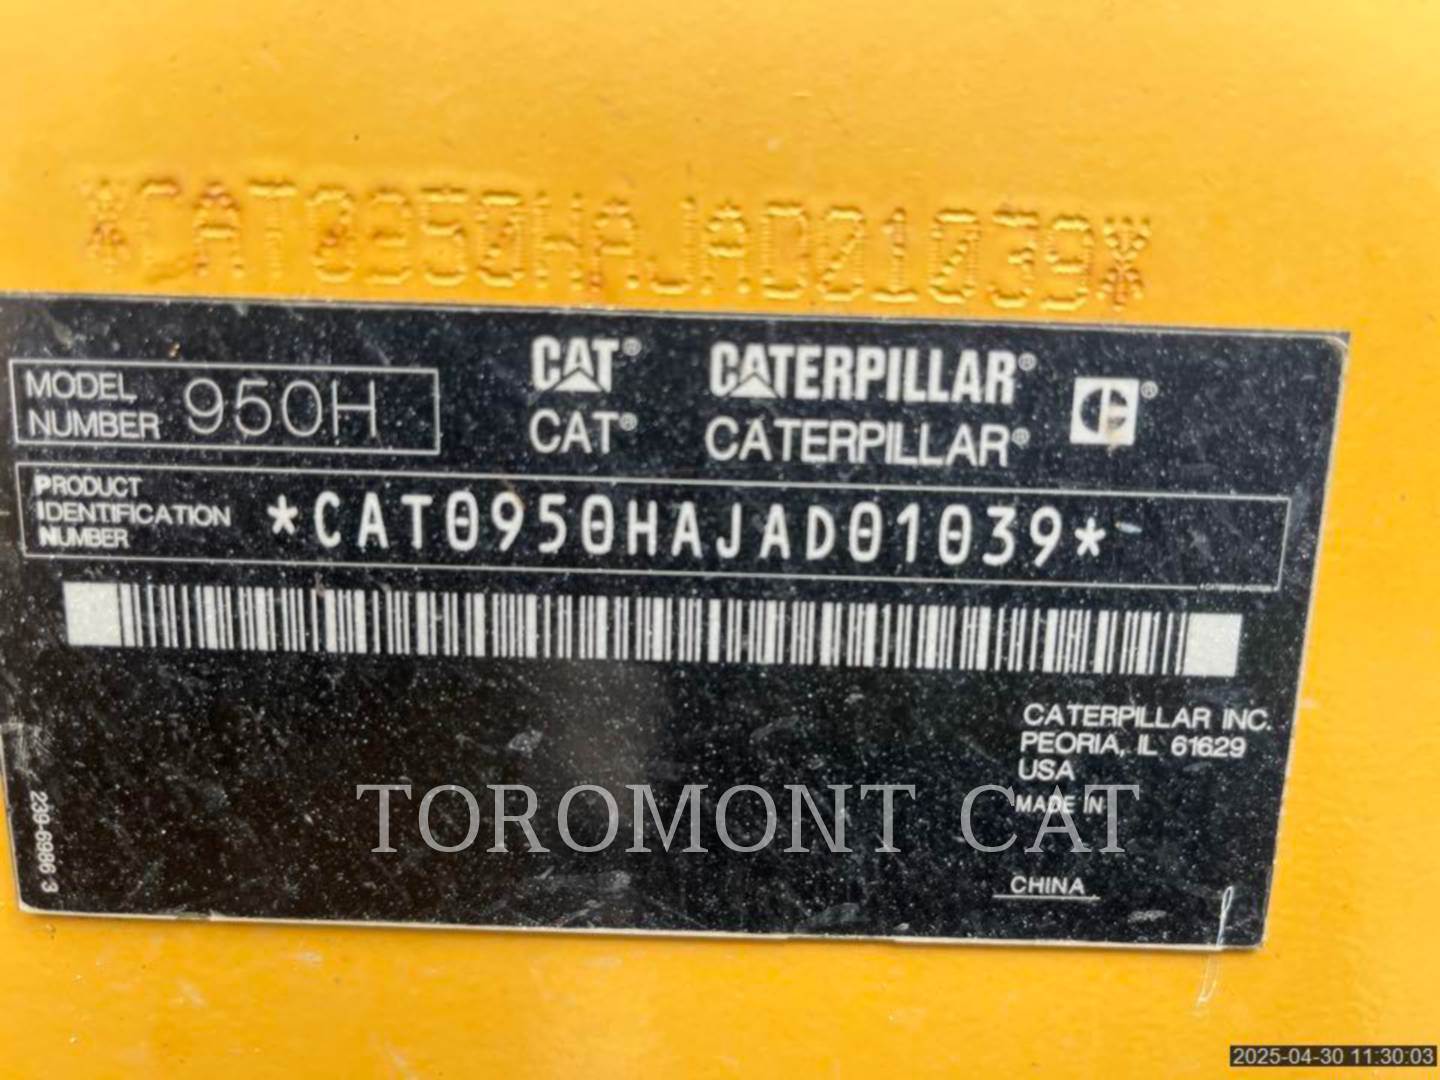 *CAT0950HAJAD01039*
MODEL NUMBER 950H
CAT® CATERPILLAR® ®
CAT® CATERPILLAR®
PRODUCT IDENTIFICATION NUMBER *CAT0950HAJAD01039*
CATERPILLAR INC.
PEORIA, IL 61629
USA
MADE IN
CHINA
239-6986 3
TOROMONT CAT
2025-04-30 11:30:03